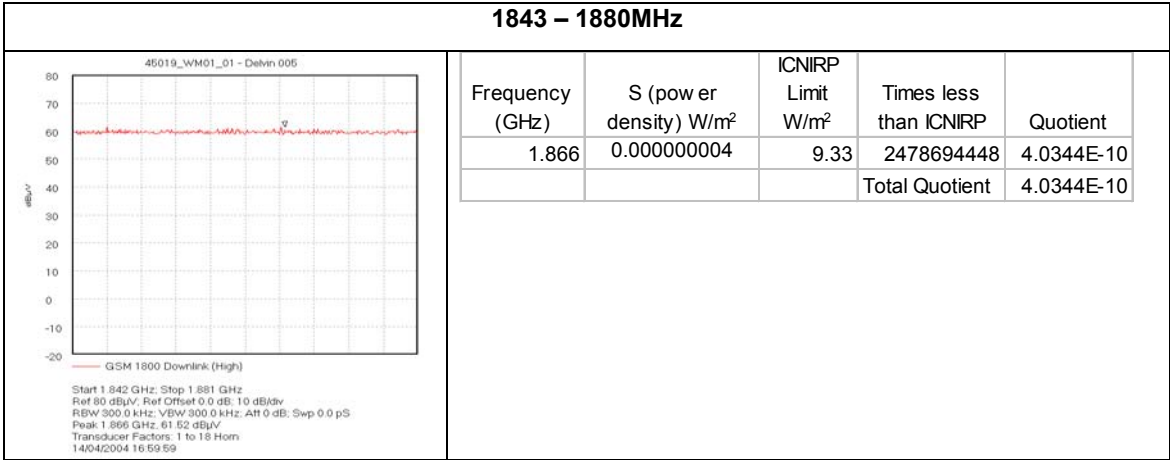 1843 – 1880MHz
45019_WM01_01 - Delvin 005
80
70
60
50
40
30
20
10
0
-10
-20
dBµV
GSM 1800 Downlink (High)
Start 1.842 GHz; Stop 1.881 GHz
Ref 80 dBµV; Ref Offset 0.0 dB; 10 dB/div
RBW 300.0 kHz; VBW 300.0 kHz; Att 0 dB; Swp 0.0 pS
Peak 1.866 GHz, 61.52 dBµV
Transducer Factors: 1 to 18 Horn
14/04/2004 16:59:59
Frequency (GHz) S (pow er density) W/m² ICNIRP Limit W/m² Times less than ICNIRP Quotient
1.866 0.000000004 9.33 2478694448 4.0344E-10
Total Quotient 4.0344E-10